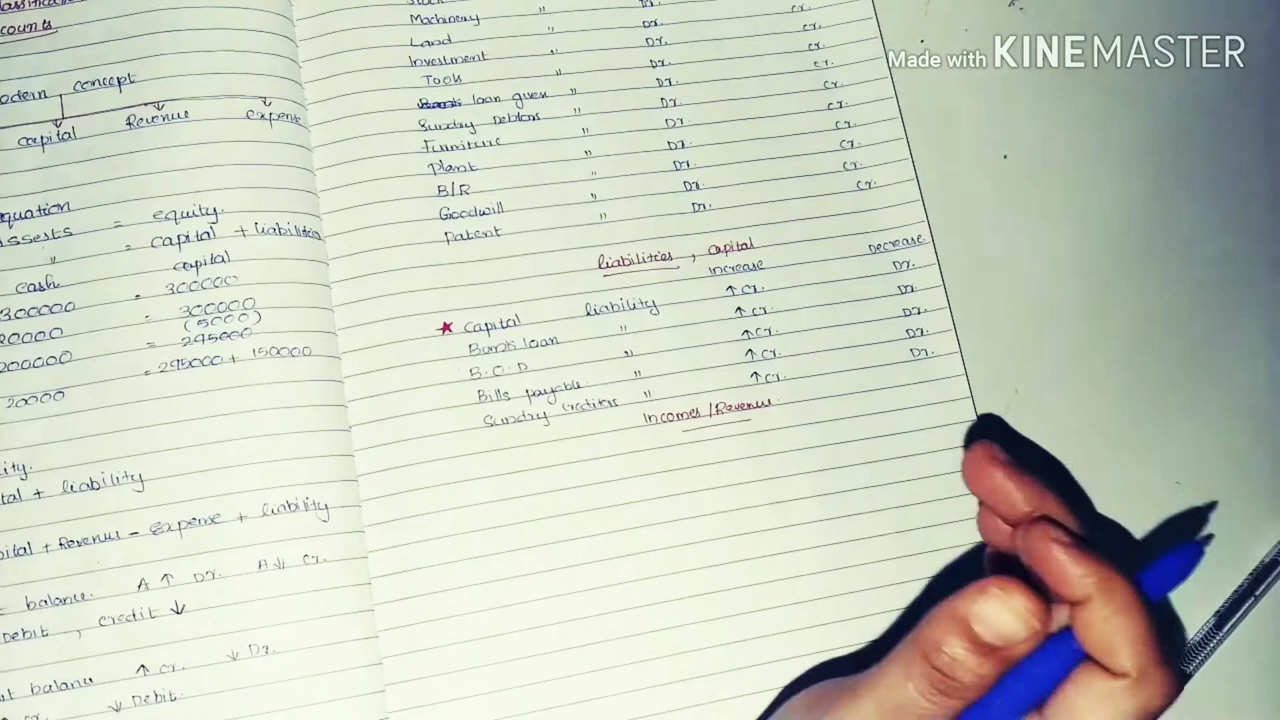 counts
odern concept
capital Revenue expense
quation
Assests = equity.
" = capital + liabilities
cash capital
300000 = 300000
20000 = 300000
(5000)
200000 = 295000
= 295000 + 150000
20000
ity.
tal + liability
pital + Revenue - Expense + liability
= balance. A ↑ Dr. A ↓ Cr.
Debit , credit ↓
balance ↑ Cr. ↓ Dr.
↓ Debit.
Machinery " Dr. Cr.
Land " Dr. Cr.
Investment " Dr. Cr.
Tools " Dr. Cr.
loan given " Dr. Cr.
Sundry Debtors " Dr. Cr.
Furniture " Dr. Cr.
Plant " Dr. Cr.
B/R " Dr. Cr.
Goodwill " Dr. Cr.
Patent " Dr. Cr.
liabilities , capital
Increase Decrease
★ Capital liability ↑ Cr. Dr.
Bank loan " ↑ Cr. Dr.
B.O.D " ↑ Cr. Dr.
Bills payable " ↑ Cr. Dr.
Sundry creditors " ↑ Cr. Dr.
Incomes / Revenue
Made with KINEMASTER